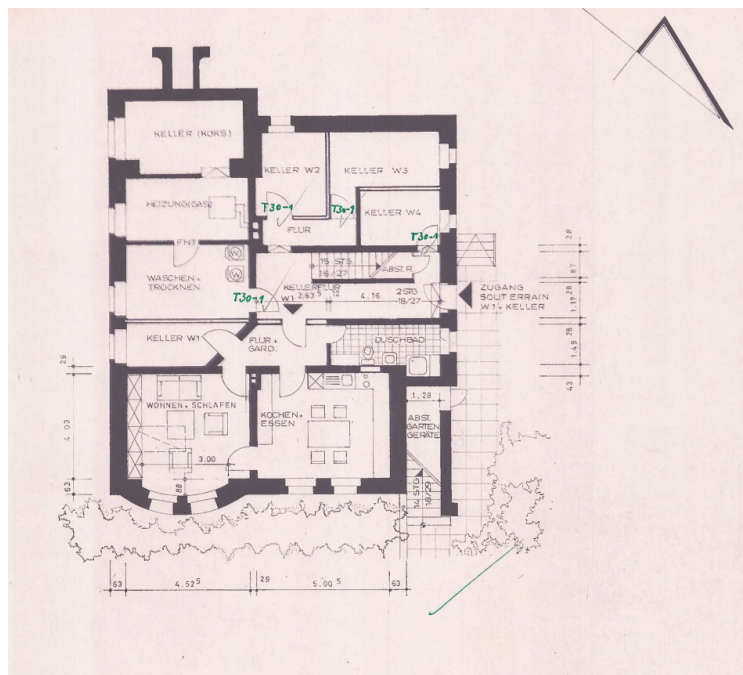 KELLER (KOKS)
KELLER W2
KELLER W3
HEIZUNG(GAS)
T30-1
T30-1
KELLER W4
FLUR
T30-1
FHT
WASCHEN+
TROCKNEN
W
W
15 STG
18/27
ABST.R.
KELLERFLUR
W1
2.63 5
4.16
2 STG
18/27
T30-1
ZUGANG
SOUTERRAIN
W1 + KELLER
KELLER W1
FLUR +
GARD.
DUSCHBAD
WOHNEN + SCHLAFEN
KOCHEN+
ESSEN
3.00
88
1.28
ABST.
GARTEN
GERÄTE
14 STG
18/29
28
87
28
1.17
28
1.49
43
29
4.03
63
63
4.52 5
29
5.00 5
63